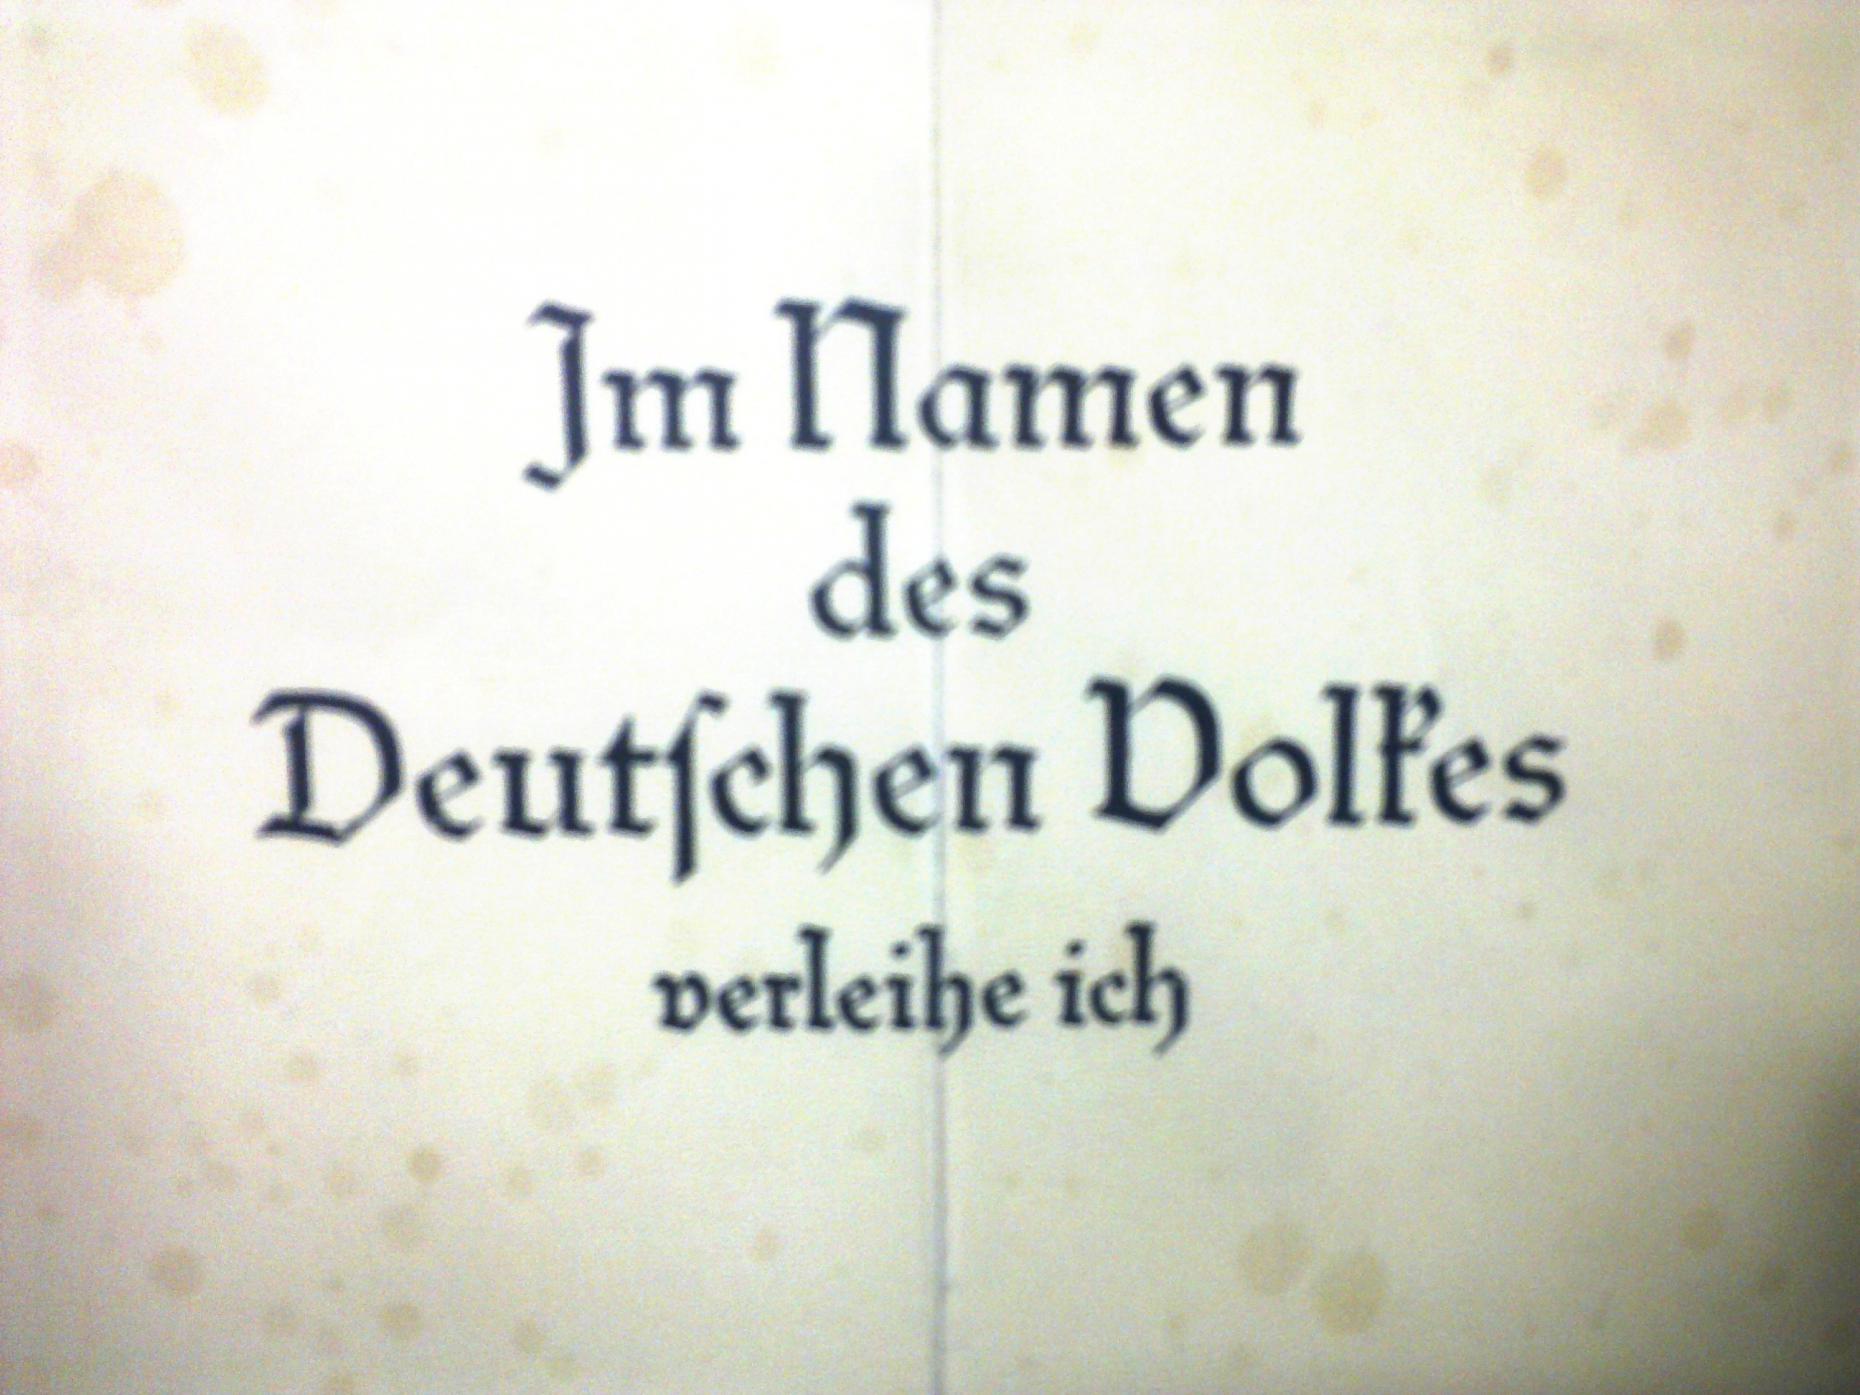 Im Namen
des
Deutſchen Volkes
verleihe ich